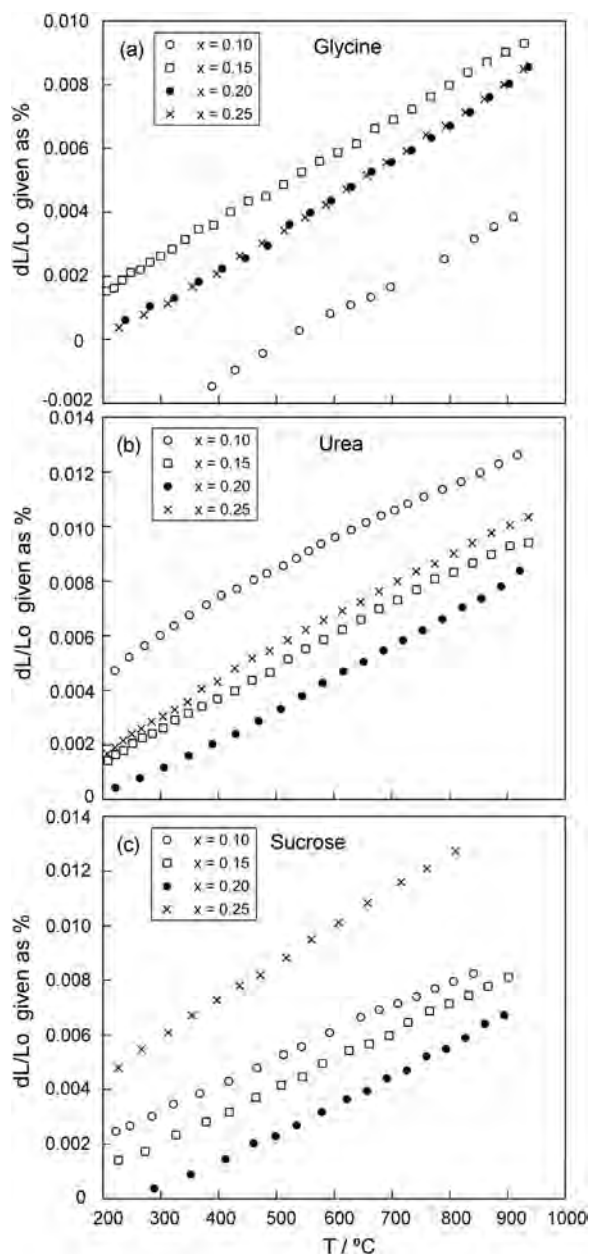 0.010
(a)
Glycine
x = 0.10
x = 0.15
x = 0.20
x = 0.25
0.008
0.006
0.004
0.002
0
-0.002
dL/Lo given as %
0.014
(b)
Urea
x = 0.10
x = 0.15
x = 0.20
x = 0.25
0.012
0.010
0.008
0.006
0.004
0.002
0
dL/Lo given as %
0.014
(c)
Sucrose
x = 0.10
x = 0.15
x = 0.20
x = 0.25
0.012
0.010
0.008
0.006
0.004
0.002
0
dL/Lo given as %
200 300 400 500 600 700 800 900 1000
T / ºC